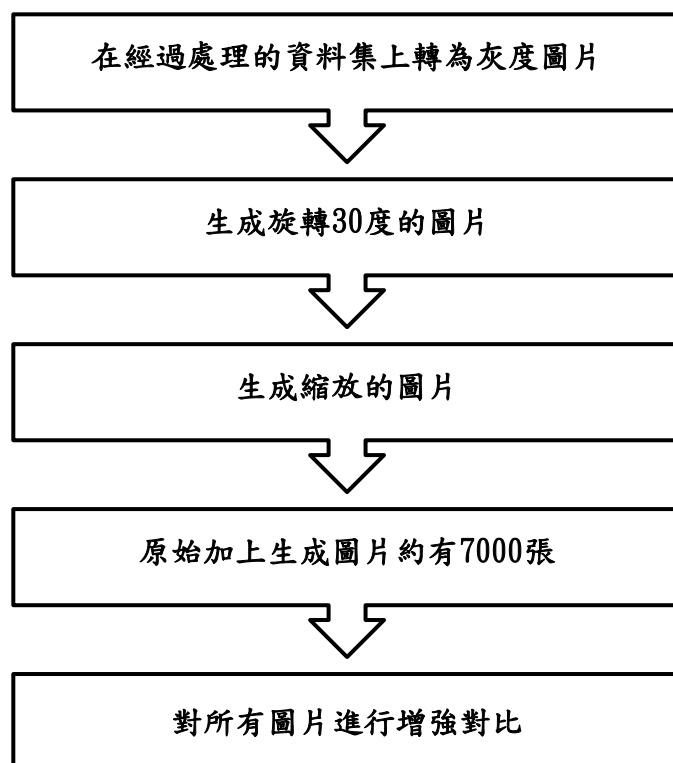 在經過處理的資料集上轉為灰度圖片
生成旋轉30度的圖片
生成縮放的圖片
原始加上生成圖片約有7000張
對所有圖片進行增強對比